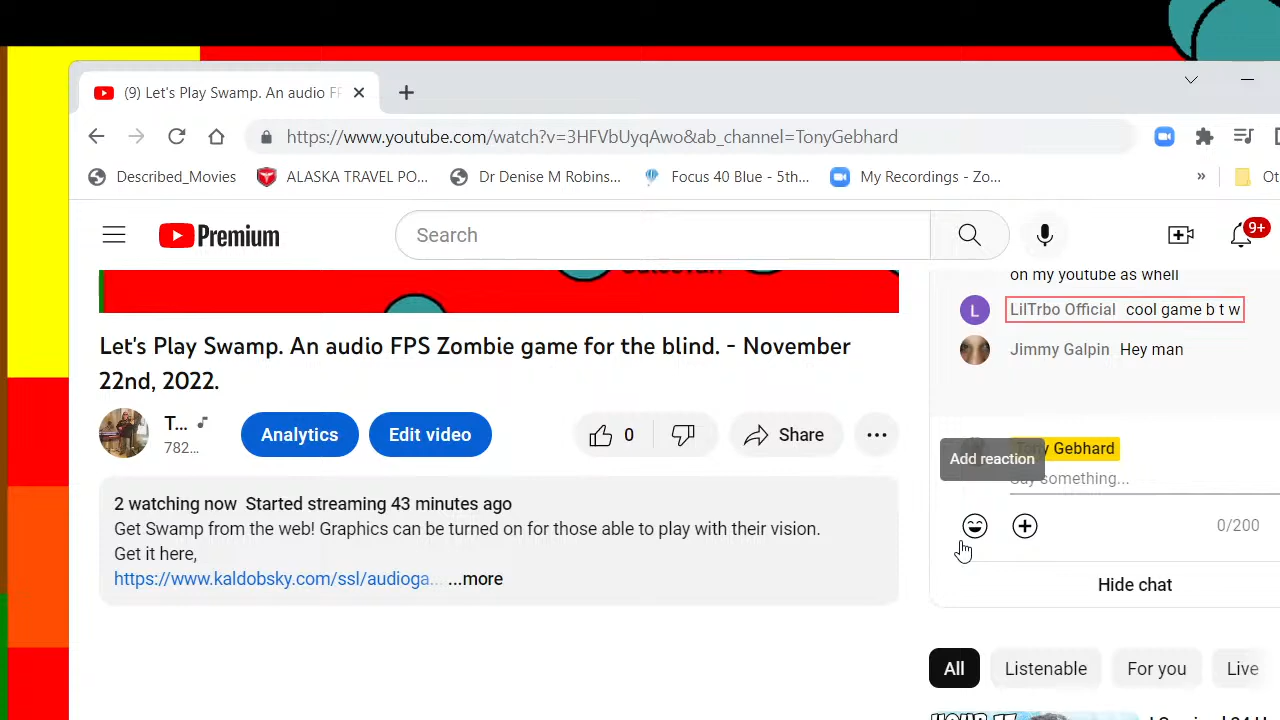 (9) Let's Play Swamp. An audio F
https://www.youtube.com/watch?v=3HFVbUyqAwo&ab_channel=TonyGebhard
Described_Movies ALASKA TRAVEL PO... Dr Denise M Robins... Focus 40 Blue - 5th... My Recordings - Zo... » Ot
Premium Search 9+
on my youtube as whell
L LilTrbo Official cool game b t w
Jimmy Galpin Hey man
Let's Play Swamp. An audio FPS Zombie game for the blind. - November
22nd, 2022.
T...
782...
Analytics Edit video 0 Share
Add reaction
y Gebhard
Say something...
0/200
Hide chat
2 watching now Started streaming 43 minutes ago
Get Swamp from the web! Graphics can be turned on for those able to play with their vision.
Get it here,
https://www.kaldobsky.com/ssl/audioga... ...more
All Listenable For you Live